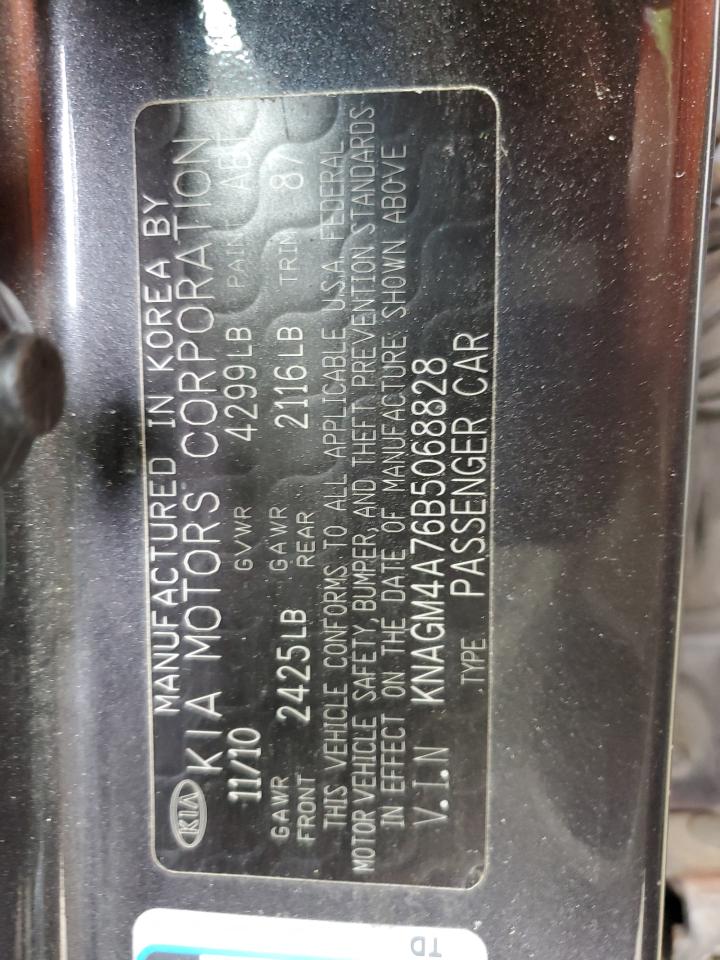 KIA MANUFACTURED IN KOREA BY
KIA MOTORS CORPORATION
11/10 GVWR 4299LB PAINT
GAWR FRONT 2425LB GAWR REAR 2116LB TRIM 87
THIS VEHICLE CONFORMS TO ALL APPLICABLE U.S.A. FEDERAL
MOTOR VEHICLE SAFETY, BUMPER, AND THEFT PREVENTION STANDARDS
IN EFFECT ON THE DATE OF MANUFACTURE SHOWN ABOVE
V.I.N KNAGM4A76B5068828
TYPE PASSENGER CAR